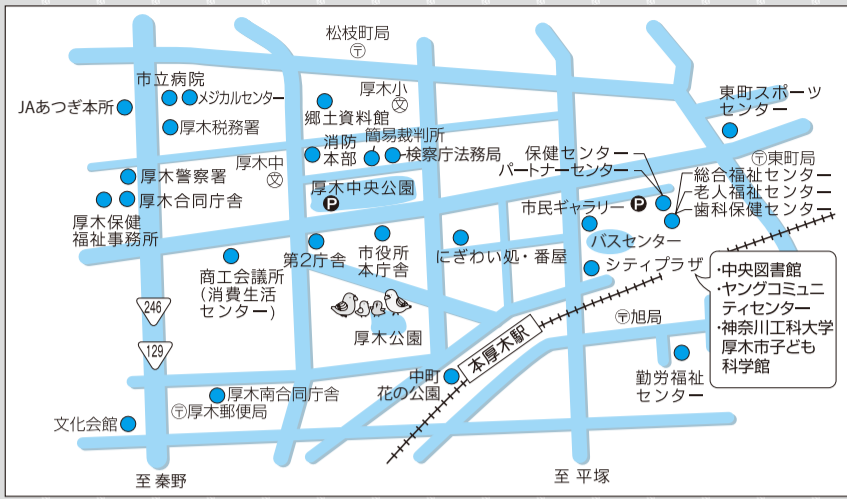 松枝町局
〒
市立病院
メジカルセンター
JAあつぎ本所
厚木税務署
厚木小
文
郷土資料館
消防
本部
簡易裁判所
検察庁法務局
東町スポーツ
センター
厚木中
文
厚木警察署
厚木合同庁舎
厚木保健
福祉事務所
厚木中央公園
P
保健センター
パートナーセンター
〒東町局
総合福祉センター
老人福祉センター
歯科保健センター
市民ギャラリー
P
バスセンター
シティプラザ
・中央図書館
・ヤングコミュニ
ティセンター
・神奈川工科大学
厚木市子ども
科学館
商工会議所
(消費生活
センター)
第2庁舎
市役所
本庁舎
にぎわい処・番屋
246
129
厚木公園
本厚木駅
〒旭局
勤労福祉
センター
中町
花の公園
厚木南合同庁舎
〒厚木郵便局
文化会館
至 秦野
至 平塚